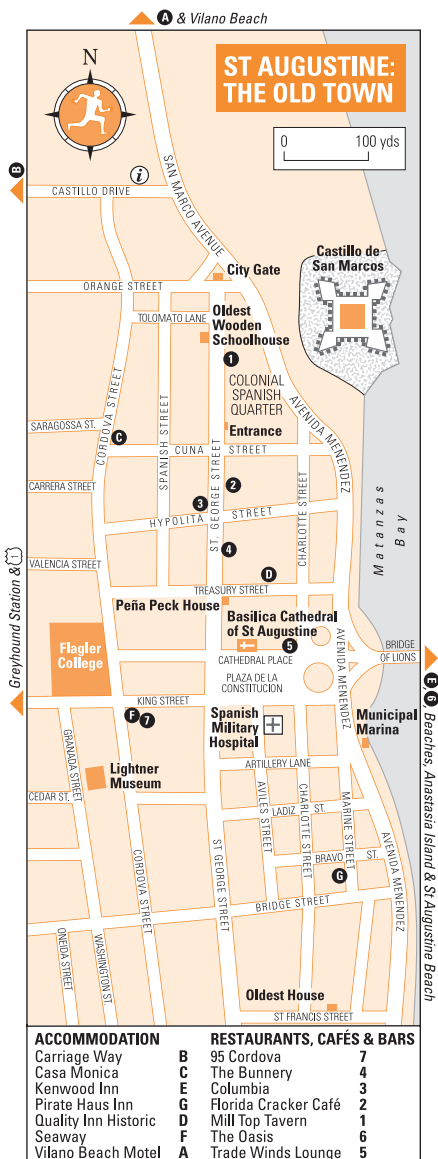 A & Vilano Beach
N
ST AUGUSTINE:
THE OLD TOWN
0 100 yds
B
i
CASTILLO DRIVE
SAN MARCO AVENUE
Castillo de
San Marcos
City Gate
ORANGE STREET
TOLOMATO LANE
Oldest
Wooden
Schoolhouse
1
COLONIAL
SPANISH
QUARTER
AVENIDA MENENDEZ
CORDOVA STREET
SPANISH STREET
SARAGOSSA ST.
C
Entrance
CUNA STREET
CARRERA STREET
2
3
ST. GEORGE STREET
HYPOLITA STREET
CHARLOTTE STREET
Matanzas
Bay
4
VALENCIA STREET
D
TREASURY STREET
Greyhound Station & 1
Peña Peck House
Basilica Cathedral
of St Augustine
5
Flagler
College
CATHEDRAL PLACE
AVENIDA MENENDEZ
BRIDGE
OF LIONS
PLAZA DE LA
CONSTITUCION
E 6 Beaches, Anastasia Island & St Augustine Beach
KING STREET
F 7
Spanish
Military
Hospital
Municipal
Marina
GRANADA STREET
ARTILLERY LANE
Lightner
Museum
CEDAR ST.
AVILES STREET
LADIZ ST.
CHARLOTTE STREET
MARINE STREET
AVENIDA MENENDEZ
CORDOVA STREET
ST GEORGE STREET
BRAVO ST.
G
BRIDGE STREET
ONEIDA STREET
WASHINGTON ST.
Oldest House
ST FRANCIS STREET
ACCOMMODATION
Carriage Way B
Casa Monica C
Kenwood Inn E
Pirate Haus Inn G
Quality Inn Historic D
Seaway F
Vilano Beach Motel A
RESTAURANTS, CAFÉS & BARS
95 Cordova 7
The Bunnery 4
Columbia 3
Florida Cracker Café 2
Mill Top Tavern 1
The Oasis 6
Trade Winds Lounge 5